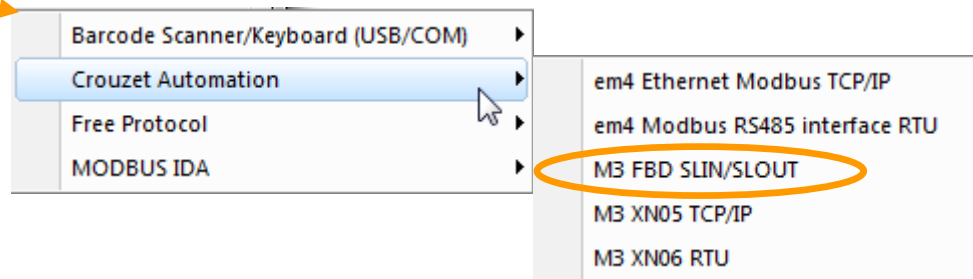 Barcode Scanner/Keyboard (USB/COM)
Crouzet Automation
Free Protocol
MODBUS IDA
em4 Ethernet Modbus TCP/IP
em4 Modbus RS485 interface RTU
M3 FBD SLIN/SLOUT
M3 XN05 TCP/IP
M3 XN06 RTU